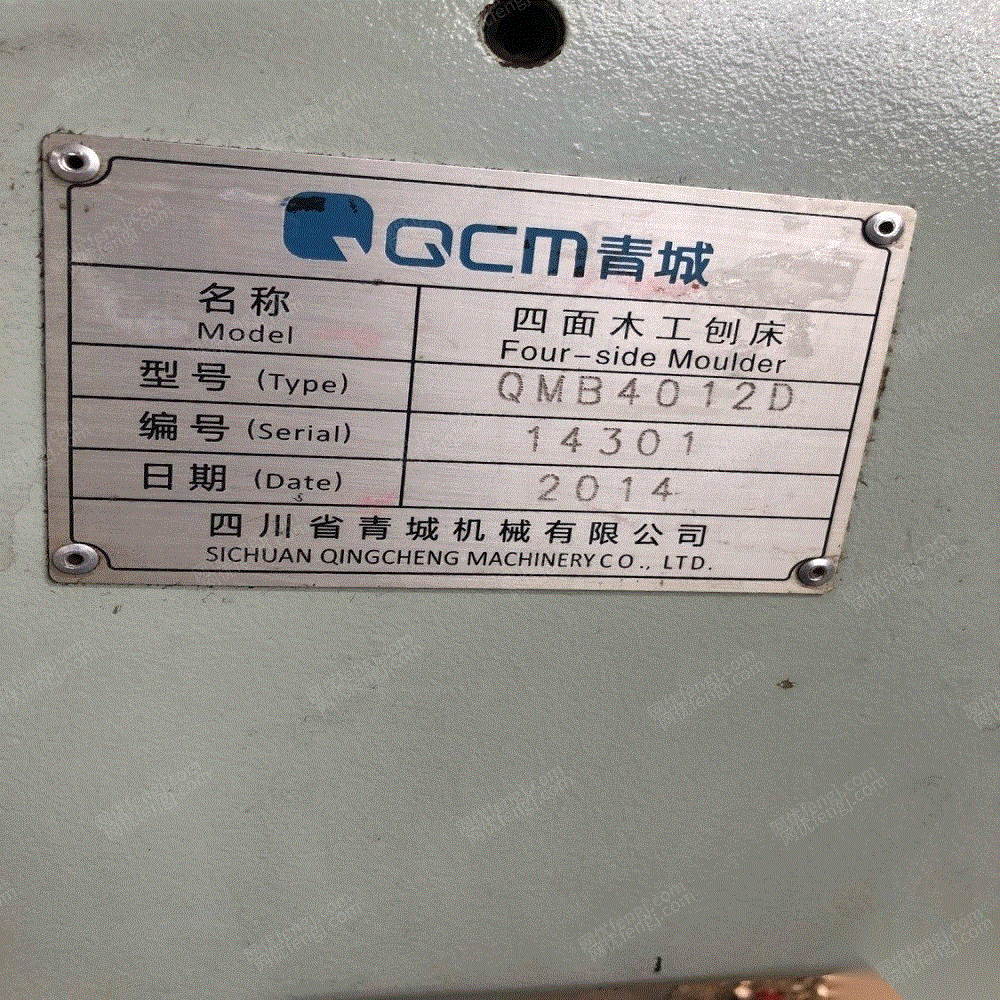 QCM青城
名称 四面木工刨床
Model Four-side Moulder
型号 (Type) QMB4012D
编号 (Serial) 14301
日期 (Date) 2014
四川省青城机械有限公司
SICHUAN QINGCHENG MACHINERY CO., LTD.